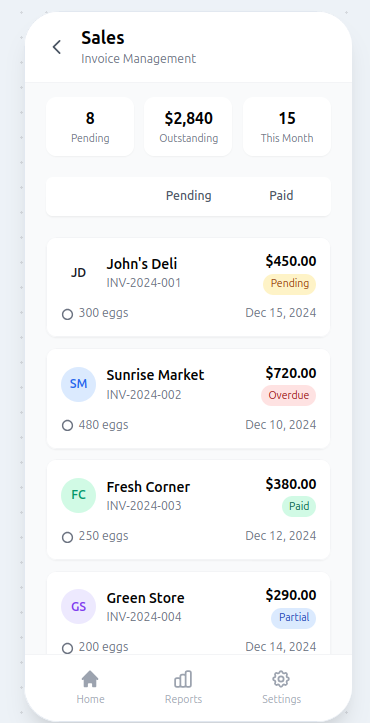 Sales
Invoice Management
8
Pending
$2,840
Outstanding
15
This Month
Pending
Paid
JD
John's Deli
INV-2024-001
$450.00
Pending
300 eggs
Dec 15, 2024
SM
Sunrise Market
INV-2024-002
$720.00
Overdue
480 eggs
Dec 10, 2024
FC
Fresh Corner
INV-2024-003
$380.00
Paid
250 eggs
Dec 12, 2024
GS
Green Store
INV-2024-004
$290.00
Partial
200 eggs
Dec 14, 2024
Home
Reports
Settings